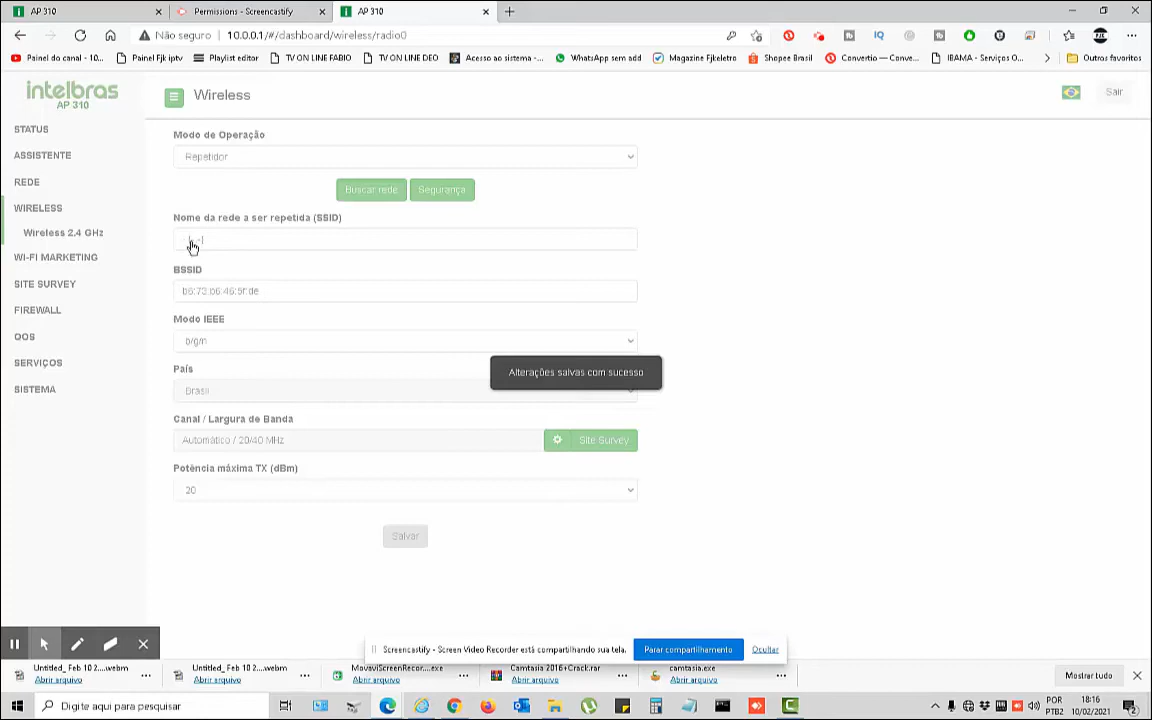 AP 310
Permissions - Screencastify
AP 310
Não seguro
10.0.0.1/#/dashboard/wireless/radio0
IQ
Painel do canal - 10...
Painel Fjk iptv
Playlist editor
TV ON LINE FABIO
TV ON LINE DEO
Acesso ao sistema -...
WhatsApp sem add
Magazine Fjkeletro
Shopee Brasil
Convertio — Conve...
IBAMA - Serviços O...
Outros favoritos
intelbras
AP 310
Wireless
Sair
STATUS
ASSISTENTE
REDE
WIRELESS
Wireless 2.4 GHz
WI-FI MARKETING
SITE SURVEY
FIREWALL
QOS
SERVIÇOS
SISTEMA
Modo de Operação
Repetidor
Buscar rede
Segurança
Nome da rede a ser repetida (SSID)
BSSID
b6:73:b6:46:5f:de
Modo IEEE
b/g/n
País
Brasil
Alterações salvas com sucesso
Canal / Largura de Banda
Automático / 20/40 MHz
Site Survey
Potência máxima TX (dBm)
20
Salvar
Screencastify - Screen Video Recorder está compartilhando sua tela.
Parar compartilhamento
Ocultar
Untitled_ Feb 10 2....webm
Abrir arquivo
Untitled_ Feb 10 2....webm
Abrir arquivo
MovaviScreenRecor....exe
Abrir arquivo
Camtasia 2016+Crack.rar
Abrir arquivo
camtasia.exe
Abrir arquivo
Mostrar tudo
Digite aqui para pesquisar
POR
PTB2
18:16
10/02/2021